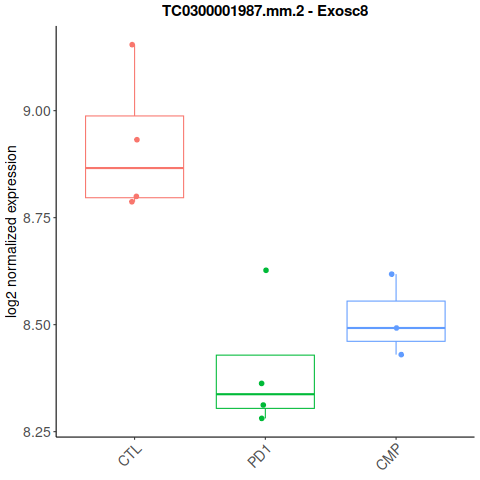 TC0300001987.mm.2 - Exosc8
log2 normalized expression
9.00
8.75
8.50
8.25
CTL
PD1
CMP